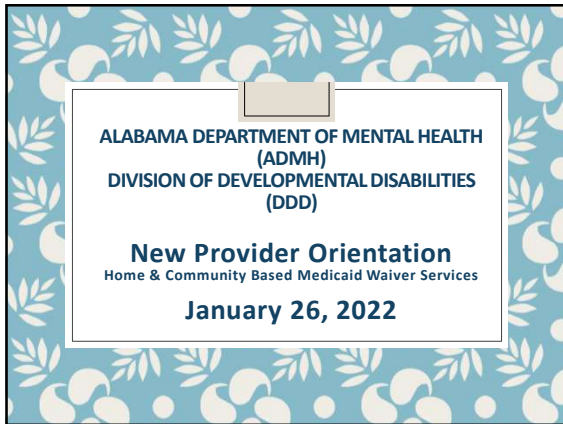 ALABAMA DEPARTMENT OF MENTAL HEALTH
(ADMH)
DIVISION OF DEVELOPMENTAL DISABILITIES
(DDD)
New Provider Orientation
Home & Community Based Medicaid Waiver Services
January 26, 2022